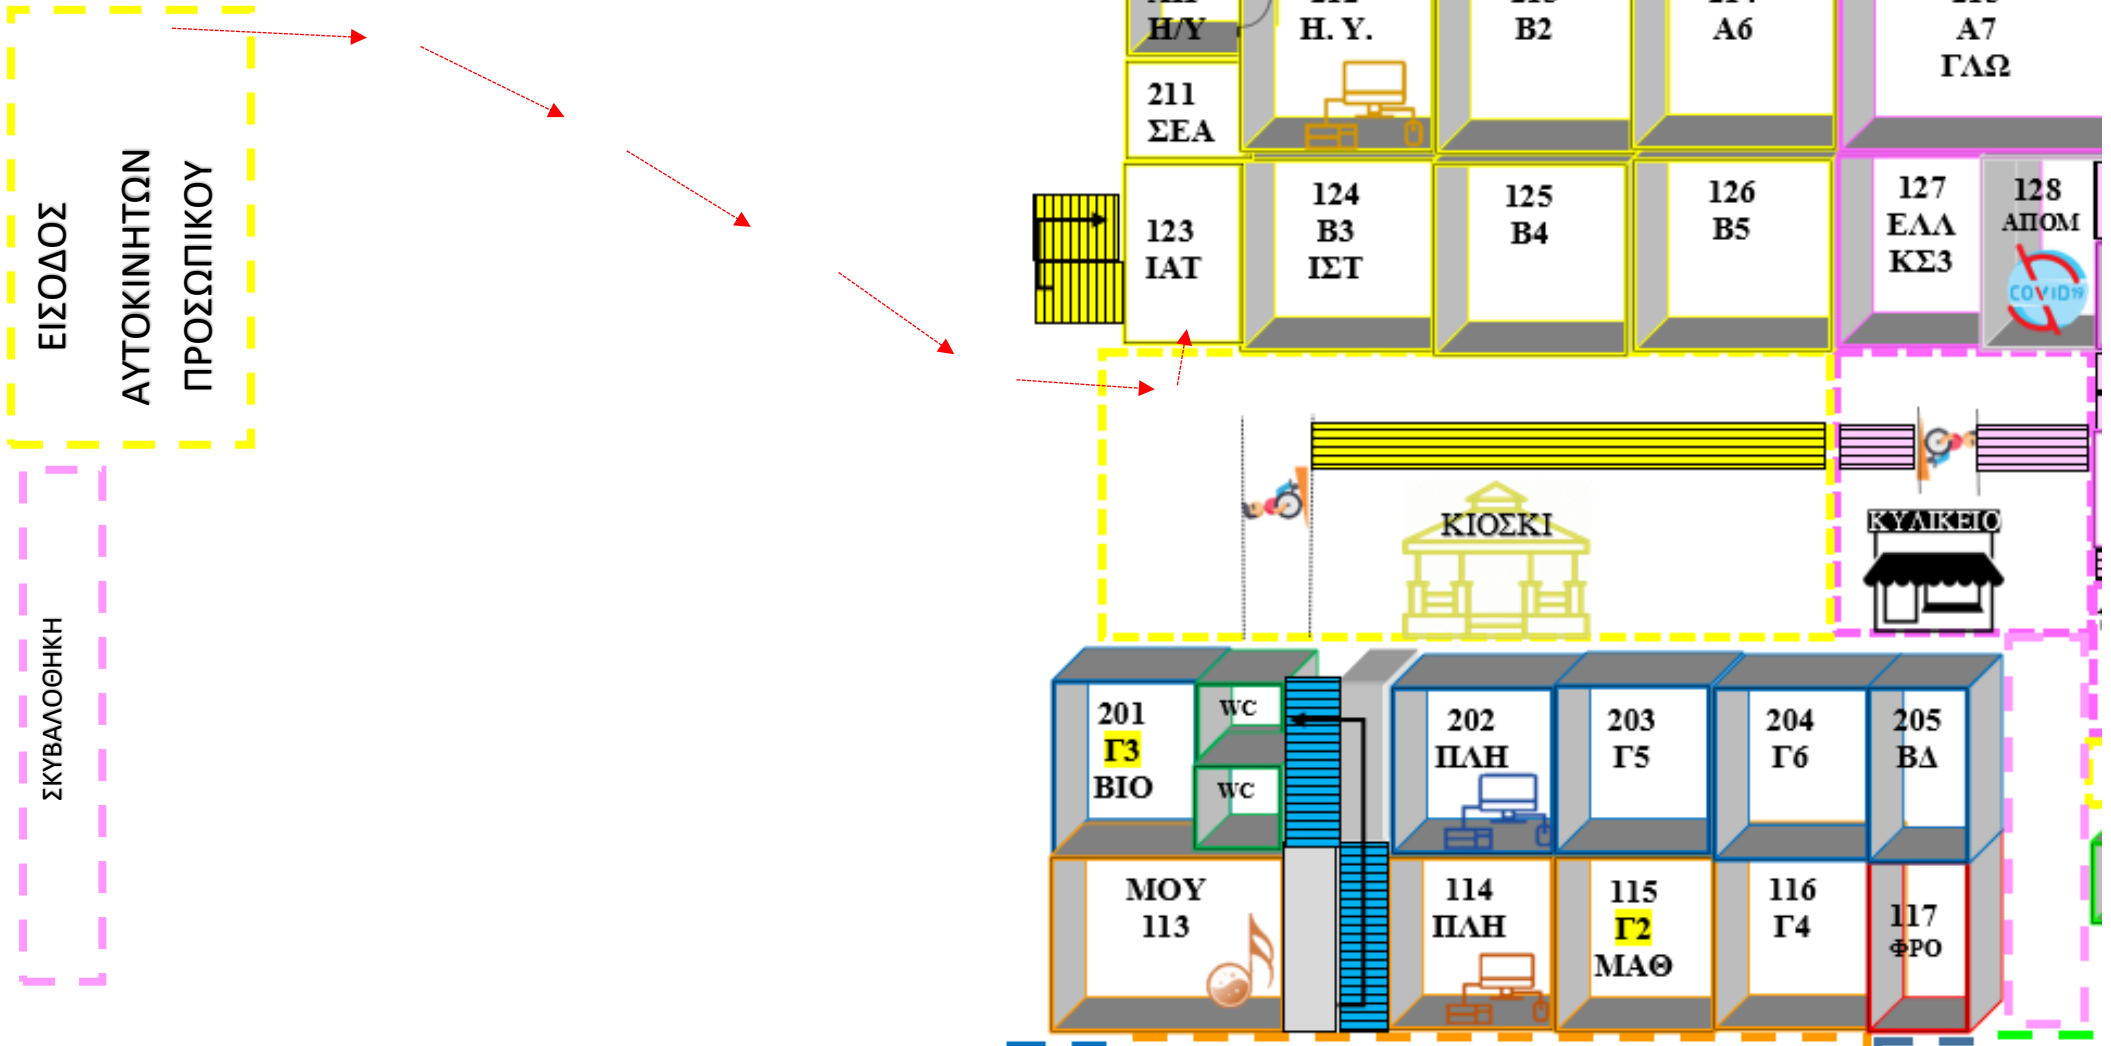 Η/Υ
Η. Υ.
Β2
Α6
Α7
ΓΛΩ
211
ΣΕΑ
123
ΙΑΤ
124
Β3
ΙΣΤ
125
Β4
126
Β5
127
ΕΛΛ
ΚΣ3
128
ΑΠΟΜ
COVID19
ΕΙΣΟΔΟΣ
ΑΥΤΟΚΙΝΗΤΩΝ
ΠΡΟΣΩΠΙΚΟΥ
ΣΚΥΒΑΛΟΘΗΚΗ
ΚΙΟΣΚΙ
ΚΥΛΙΚΕΙΟ
201
Γ3
ΒΙΟ
WC
WC
202
ΠΛΗ
203
Γ5
204
Γ6
205
ΒΔ
ΜΟΥ
113
114
ΠΛΗ
115
Γ2
ΜΑΘ
116
Γ4
117
ΦΡΟ